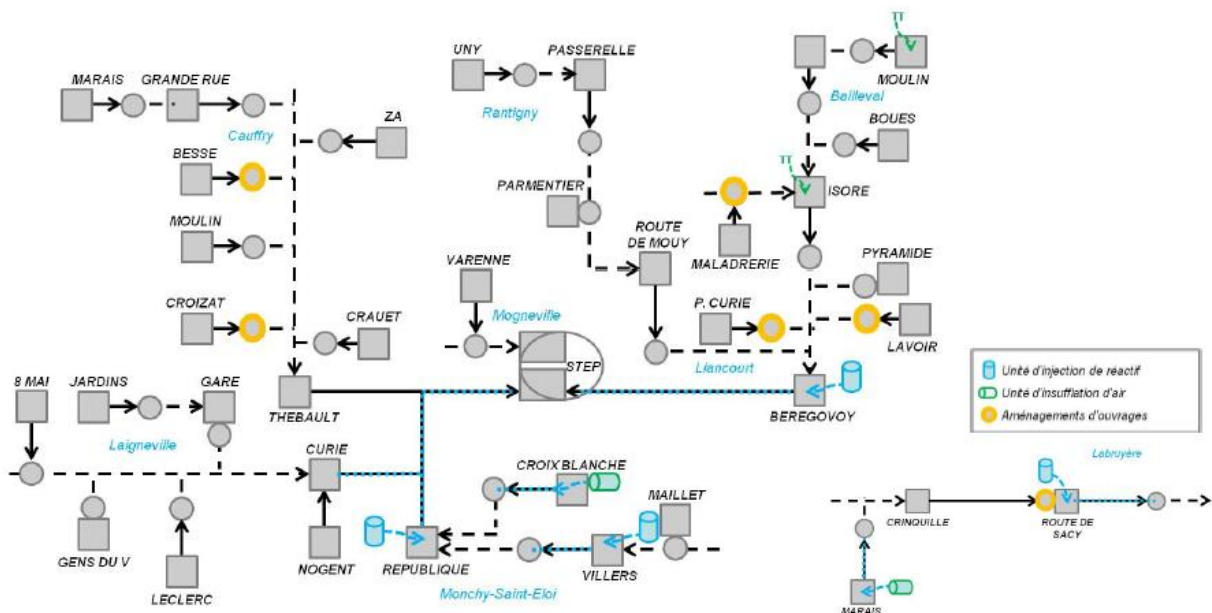 UNY
PASSERELLE
MARAIS
GRANDE RUE
MOULIN
Rantigny
Bailleval
Cauffry
ZA
BOUES
BESSE
PARMENTIER
ISORE
ROUTE
DE MOUY
MOULIN
MALADRERIE
VARENNE
PYRAMIDE
CROIZAT
P. CURIE
CRAUET
Mogneville
LAVOIR
STEP
Liancourt
8 MAI
JARDINS
GARE
THEBAULT
BEREGOVOY
Unité d'injection de réactif
Unité d'insufflation d'air
Aménagements d'ouvrages
Laigneville
CURIE
CROIX BLANCHE
Labruyère
MAILLET
CRINQUILLE
ROUTE DE
SACY
GENS DU V
NOGENT
REPUBLIQUE
VILLERS
LECLERC
Monchy-Saint-Eloi
MARAIS